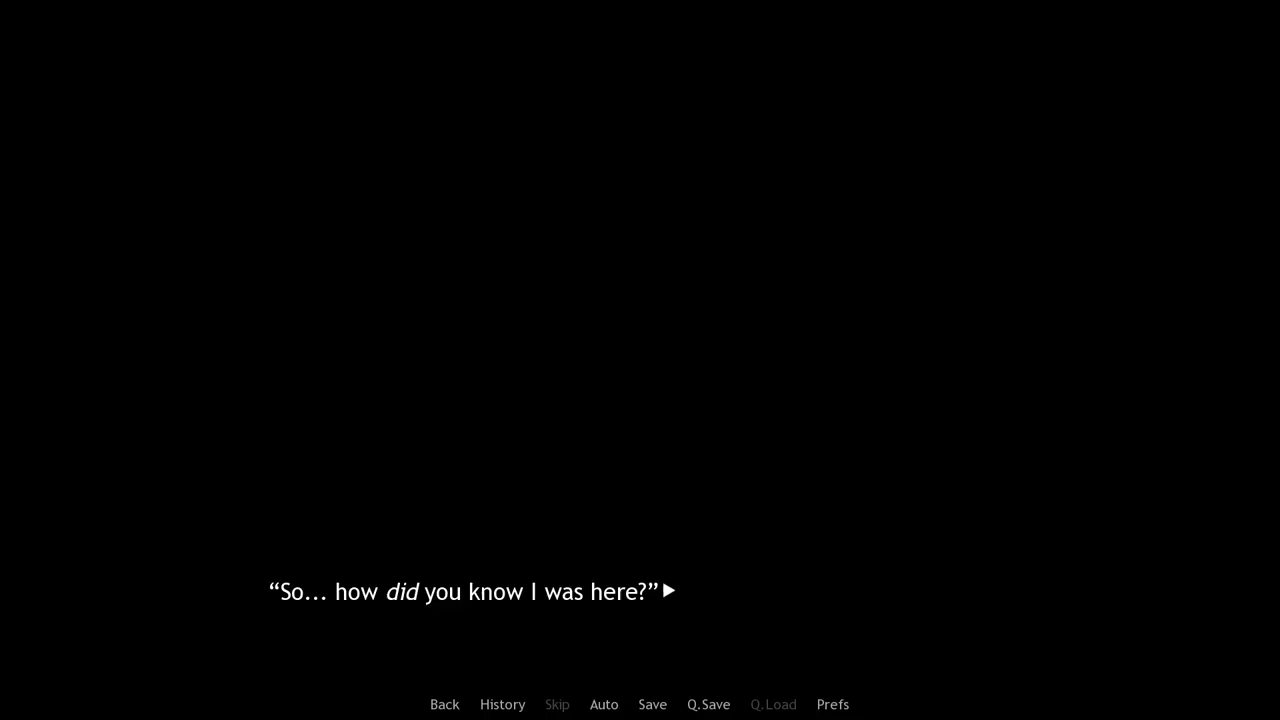 “So... how did you know I was here?”
Back History Skip Auto Save Q.Save Q.Load Prefs